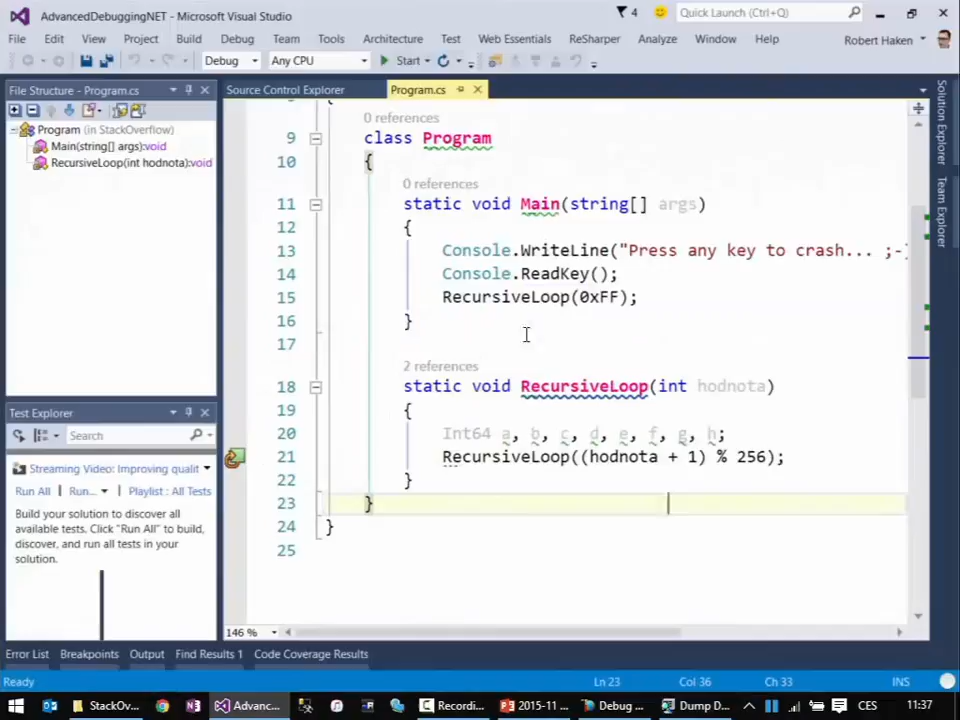 AdvancedDebuggingNET - Microsoft Visual Studio
4
Quick Launch (Ctrl+Q)
File Edit View Project Build Debug Team Tools Architecture Test Web Essentials ReSharper Analyze Window Help
Robert Haken
Debug Any CPU Start
File Structure - Program.cs
Source Control Explorer Program.cs
Program (in StackOverflow)
Main(string[] args):void
RecursiveLoop(int hodnota):void
0 references
9 class Program
10 {
0 references
11 static void Main(string[] args)
12 {
13 Console.WriteLine("Press any key to crash... ;-)
14 Console.ReadKey();
15 RecursiveLoop(0xFF);
16 }
17
2 references
18 static void RecursiveLoop(int hodnota)
19 {
20 Int64 a, b, c, d, e, f, g, h;
21 RecursiveLoop((hodnota + 1) % 256);
22 }
23 }
24 }
25
Solution Explorer
Team Explorer
Test Explorer
Search
Streaming Video: Improving qualit
Run All Run... Playlist : All Tests
Build your solution to discover all available tests. Click "Run All" to build, discover, and run all tests in your solution.
146 %
Error List Breakpoints Output Find Results 1 Code Coverage Results
Ready Ln 23 Col 36 Ch 33 INS
StackOv... Advanc... Recordi... 2015-11 ... Debug ... Dump D... CES 11:37